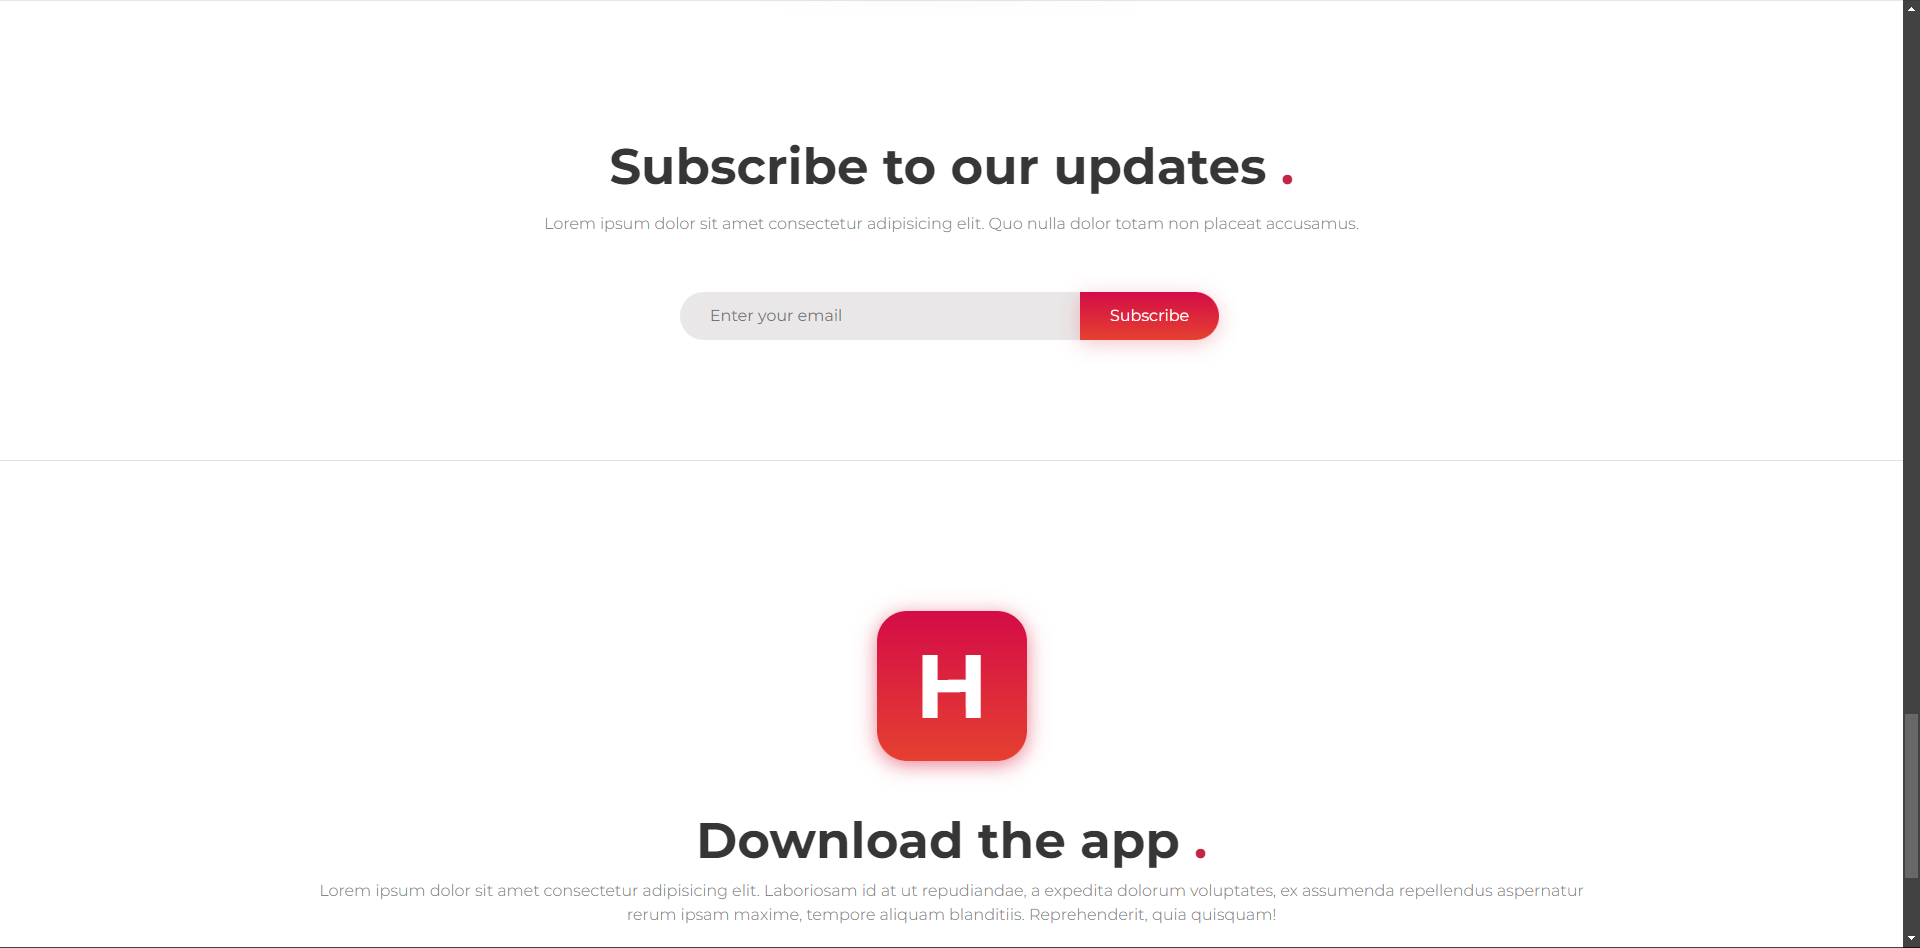 Subscribe to our updates .
Lorem ipsum dolor sit amet consectetur adipisicing elit. Quo nulla dolor totam non placeat accusamus.
Enter your email
Subscribe
H
Download the app .
Lorem ipsum dolor sit amet consectetur adipisicing elit. Laboriosam id at ut repudiandae, a expedita dolorum voluptates, ex assumenda repellendus aspernatur
rerum ipsam maxime, tempore aliquam blanditiis. Reprehenderit, quia quisquam!